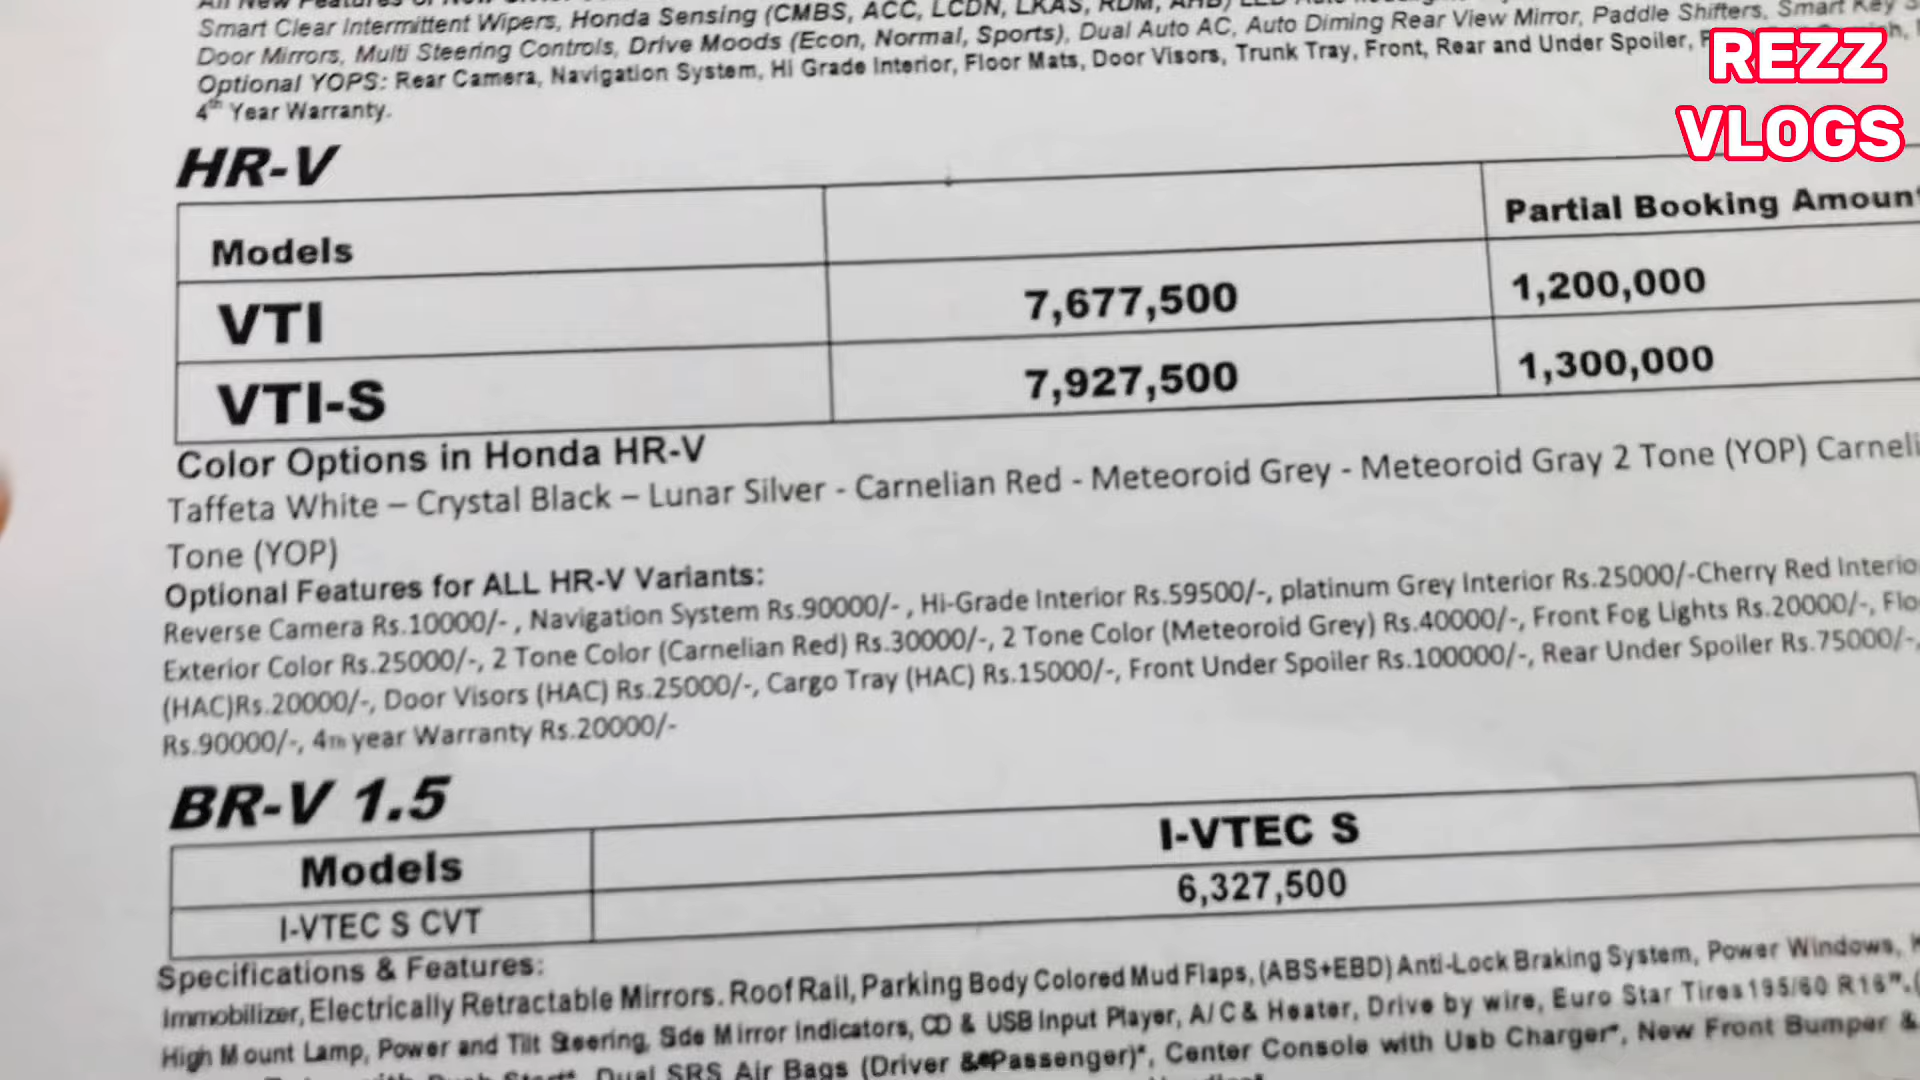 Smart Clear Intermittent Wipers, Honda Sensing (CMBS, ACC, LCDN, LKAS, RDM, AHB) LED
Door Mirrors, Multi Steering Controls, Drive Moods (Econ, Normal, Sports), Dual Auto AC, Auto Diming Rear View Mirror, Paddle Shifters, Smart Key
Optional YOPS: Rear Camera, Navigation System, Hi Grade Interior, Floor Mats, Door Visors, Trunk Tray, Front, Rear and Under Spoiler,
4th Year Warranty.
REZZ
VLOGS
HR-V
Models Partial Booking Amount
VTI 7,677,500 1,200,000
VTI-S 7,927,500 1,300,000
Color Options in Honda HR-V
Taffeta White – Crystal Black – Lunar Silver - Carnelian Red - Meteoroid Grey - Meteoroid Gray 2 Tone (YOP) Carneli
Tone (YOP)
Optional Features for ALL HR-V Variants:
Reverse Camera Rs.10000/- , Navigation System Rs.90000/- , Hi-Grade Interior Rs.59500/-, platinum Grey Interior Rs.25000/-Cherry Red Interio
Exterior Color Rs.25000/-, 2 Tone Color (Carnelian Red) Rs.30000/-, 2 Tone Color (Meteoroid Grey) Rs.40000/-, Front Fog Lights Rs.20000/-, Flo
(HAC)Rs.20000/-, Door Visors (HAC) Rs.25000/-, Cargo Tray (HAC) Rs.15000/-, Front Under Spoiler Rs.100000/-, Rear Under Spoiler Rs.75000/-,
Rs.90000/-, 4TH year Warranty Rs.20000/-
BR-V 1.5
Models I-VTEC S
I-VTEC S CVT 6,327,500
Specifications & Features:
Immobilizer, Electrically Retractable Mirrors. Roof Rail, Parking Body Colored Mud Flaps, (ABS+EBD) Anti-Lock Braking System, Power Windows,
High Mount Lamp, Power and Tilt Steering, Side Mirror Indicators, CD & USB Input Player, A/C & Heater, Drive by wire, Euro Star Tires 195/60 R16".(
Dual SRS Air Bags (Driver & Passenger)*, Center Console with Usb Charger*, New Front Bumper &